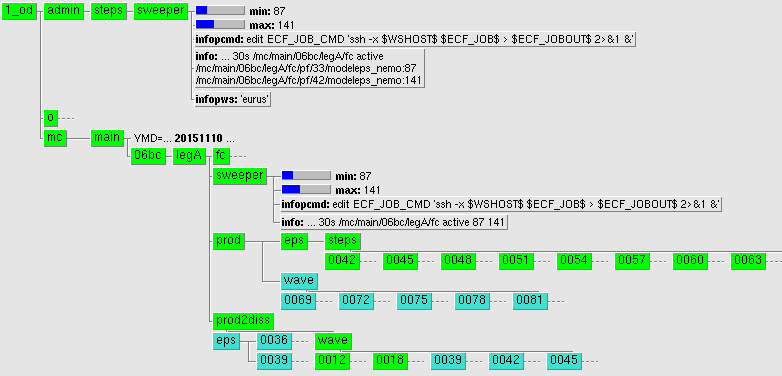 1_od admin steps sweeper min: 87
max: 141
infopcmd: edit ECF_JOB_CMD 'ssh -x $WSHOST$ $ECF_JOB$ > $ECF_JOBOUT$ 2>&1 &'
info: ... 30s /mc/main/06bc/legA/fc active
/mc/main/06bc/legA/fc/pf/33/modeleps_nemo:87
/mc/main/06bc/legA/fc/pf/42/modeleps_nemo:141
infopws: 'eurus'
o
mc main YMD=... 20151110 ...
06bc legA fc
sweeper min: 87
max: 141
infopcmd: edit ECF_JOB_CMD 'ssh -x $WSHOST$ $ECF_JOB$ > $ECF_JOBOUT$ 2>&1 &'
info: ... 30s /mc/main/06bc/legA/fc active 87 141
prod eps steps
0042 0045 0048 0051 0054 0057 0060 0063
wave
0069 0072 0075 0078 0081
prod2diss
eps 0036 wave
0039 0012 0018 0039 0042 0045